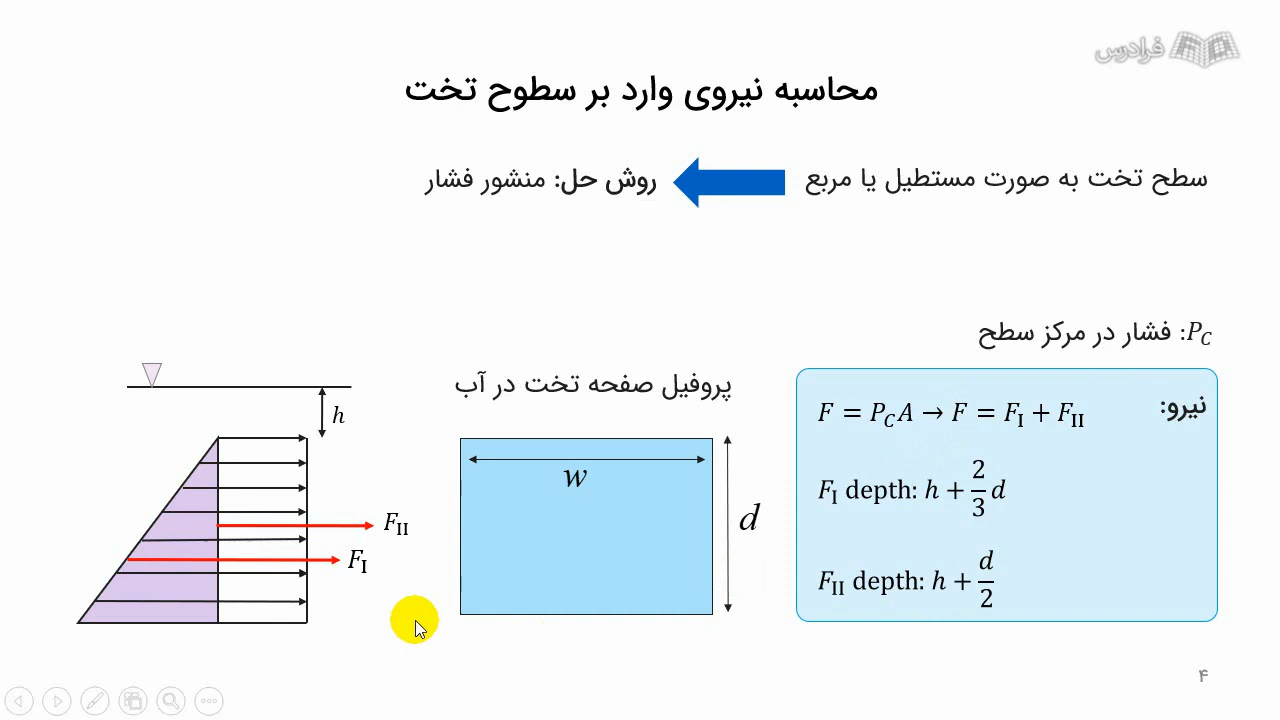 فرادرس
محاسبه نیروی وارد بر سطوح تخت
سطح تخت به صورت مستطیل یا مربع
روش حل: منشور فشار
P_C: فشار در مرکز سطح
نیرو:
F = P_C A → F = F_I + F_II
F_I depth: h + 2/3 d
F_II depth: h + d/2
پروفیل صفحه تخت در آب
w
d
h
F_II
F_I
۴